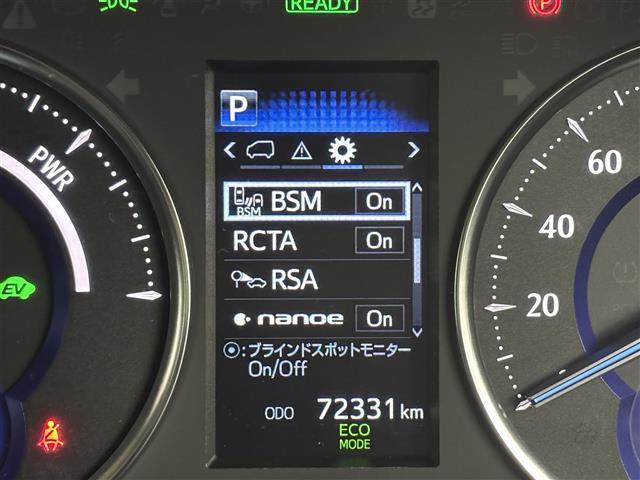 READY
P
P
PWR
EV
BSM
BSM On
RCTA On
RSA
nanoe On
:ブラインドスポットモニター
On/Off
ODO 72331 km
ECO
MODE
60
40
20